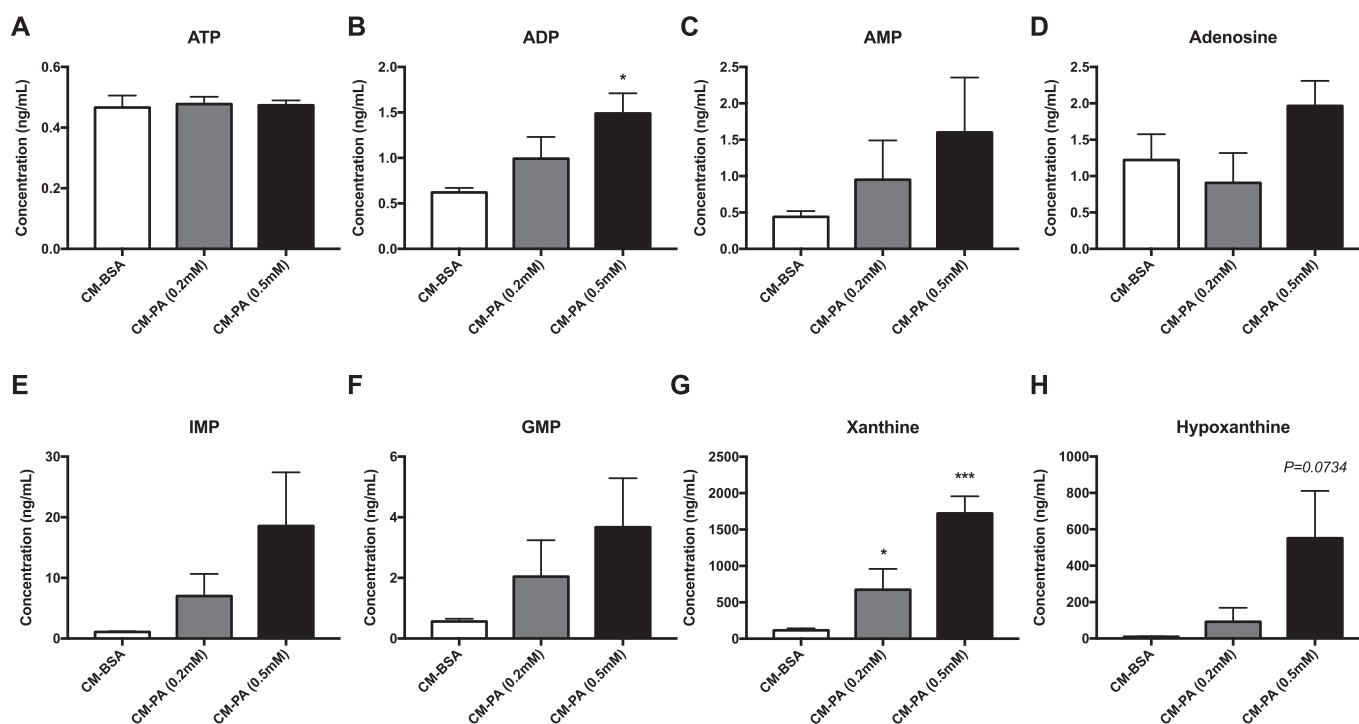 A
ATP
Concentration (ng/mL)
0.6
0.4
0.2
0.0
CM-BSA
CM-PA (0.2mM)
CM-PA (0.5mM)
B
ADP
Concentration (ng/mL)
2.0
1.5
1.0
0.5
0.0
*
CM-BSA
CM-PA (0.2mM)
CM-PA (0.5mM)
C
AMP
Concentration (ng/mL)
2.5
2.0
1.5
1.0
0.5
0.0
CM-BSA
CM-PA (0.2mM)
CM-PA (0.5mM)
D
Adenosine
Concentration (ng/mL)
2.5
2.0
1.5
1.0
0.5
0.0
CM-BSA
CM-PA (0.2mM)
CM-PA (0.5mM)
E
IMP
Concentration (ng/mL)
30
20
10
0
CM-BSA
CM-PA (0.2mM)
CM-PA (0.5mM)
F
GMP
Concentration (ng/mL)
6
4
2
0
CM-BSA
CM-PA (0.2mM)
CM-PA (0.5mM)
G
Xanthine
Concentration (ng/mL)
2500
2000
1500
1000
500
0
*
***
CM-BSA
CM-PA (0.2mM)
CM-PA (0.5mM)
H
Hypoxanthine
Concentration (ng/mL)
1000
800
600
400
200
0
P=0.0734
CM-BSA
CM-PA (0.2mM)
CM-PA (0.5mM)